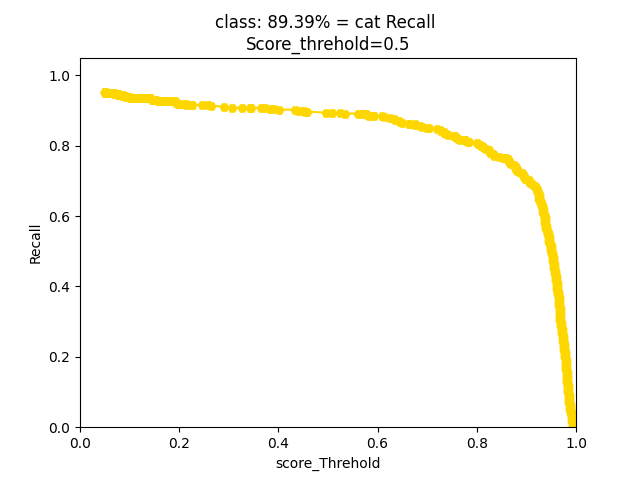 class: 89.39% = cat Recall
Score_threhold=0.5
1.0
0.8
0.6
0.4
0.2
0.0
Recall
0.0 0.2 0.4 0.6 0.8 1.0
score_Threhold